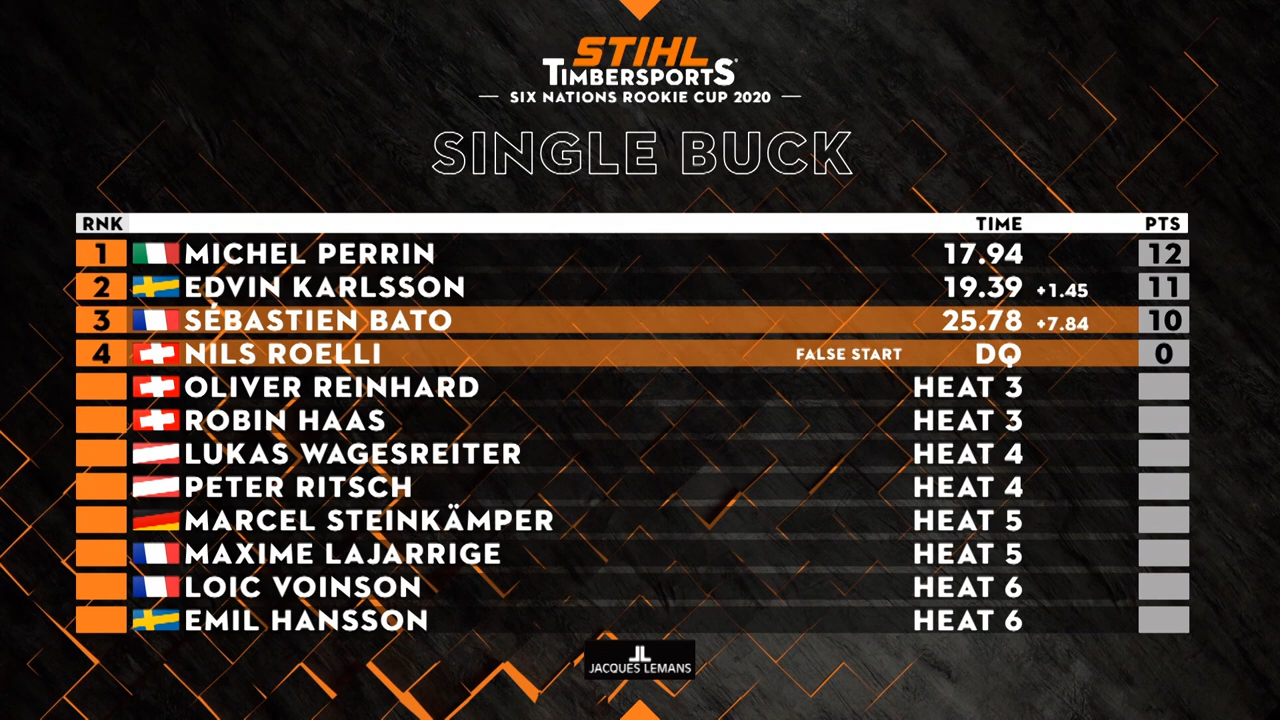 STIHL
TIMBERSPORTS
SIX NATIONS ROOKIE CUP 2020
SINGLE BUCK
RNK TIME PTS
1 MICHEL PERRIN 17.94 12
2 EDVIN KARLSSON 19.39 +1.45 11
3 SÉBASTIEN BATO 25.78 +7.84 10
4 NILS ROELLI FALSE START DQ 0
OLIVER REINHARD HEAT 3
ROBIN HAAS HEAT 3
LUKAS WAGESREITER HEAT 4
PETER RITSCH HEAT 4
MARCEL STEINKÄMPER HEAT 5
MAXIME LAJARRIGE HEAT 5
LOIC VOINSON HEAT 6
EMIL HANSSON HEAT 6
JL
JACQUES LEMANS